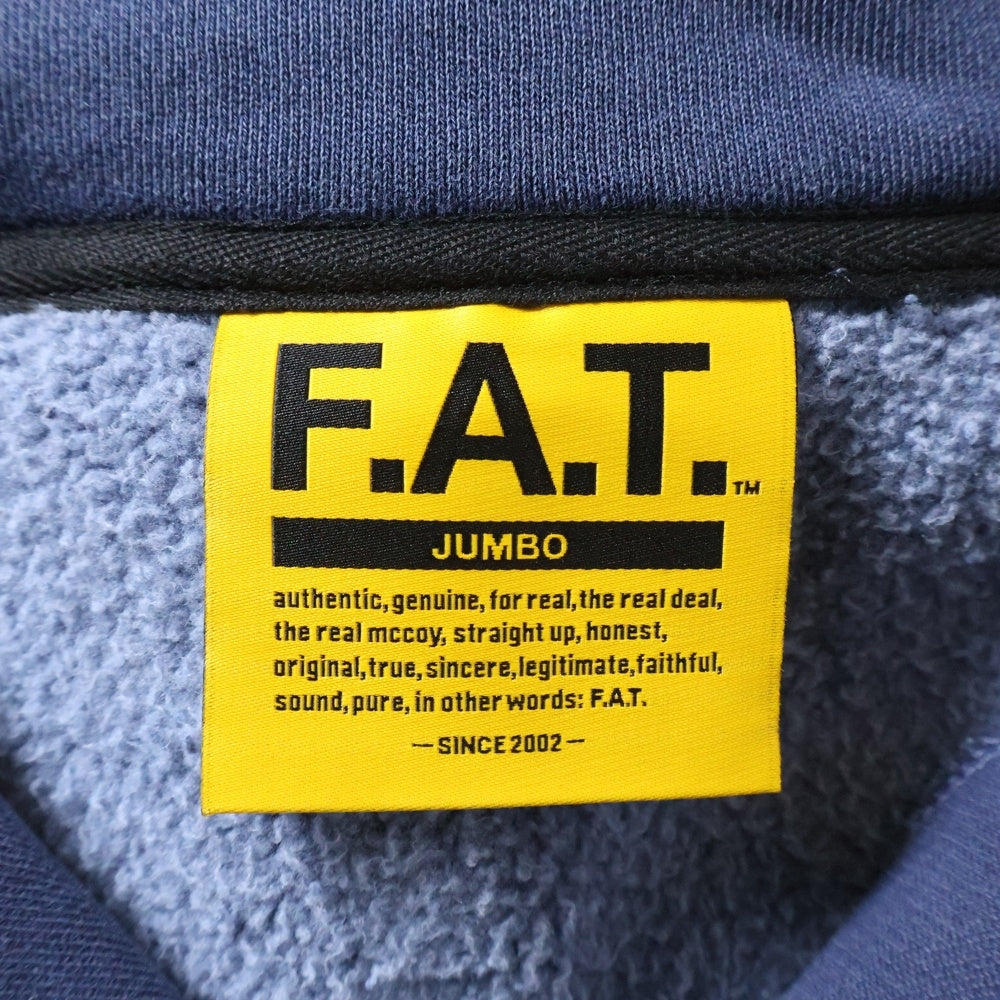 F.A.T.™
JUMBO
authentic, genuine, for real, the real deal,
the real mccoy, straight up, honest,
original, true, sincere, legitimate, faithful,
sound, pure, in other words: F.A.T.
— SINCE 2002 —